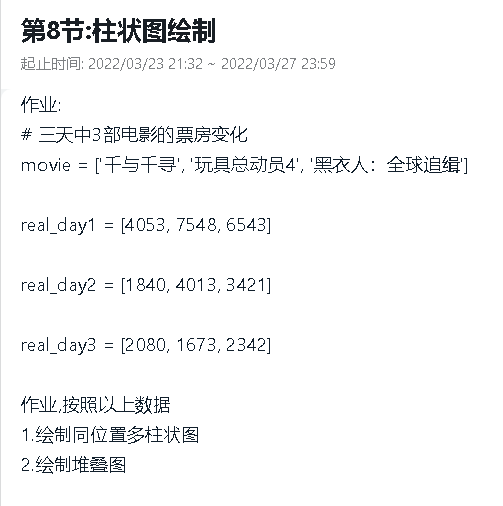 第8节:柱状图绘制
起止时间: 2022/03/23 21:32 ~ 2022/03/27 23:59
作业:
# 三天中3部电影的票房变化
movie = ['千与千寻', '玩具总动员4', '黑衣人：全球追缉']
real_day1 = [4053, 7548, 6543]
real_day2 = [1840, 4013, 3421]
real_day3 = [2080, 1673, 2342]
作业,按照以上数据
1.绘制同位置多柱状图
2.绘制堆叠图